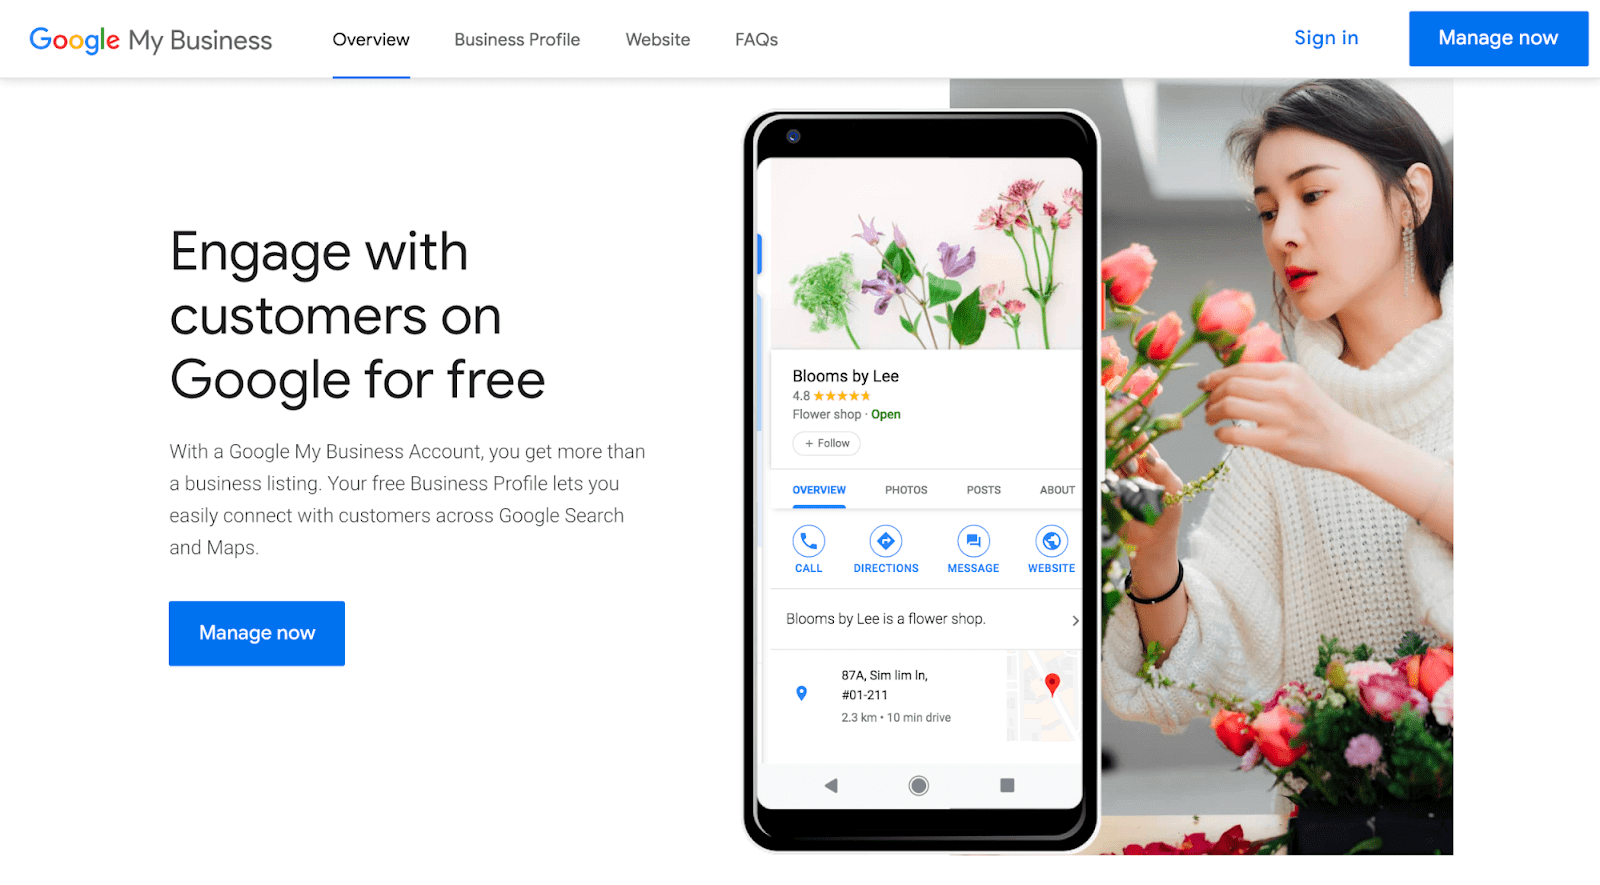 Google My Business
Overview
Business Profile
Website
FAQs
Sign in
Manage now
Engage with
customers on
Google for free
With a Google My Business Account, you get more than
a business listing. Your free Business Profile lets you
easily connect with customers across Google Search
and Maps.
Manage now
Blooms by Lee
4.8
Flower shop · Open
+ Follow
OVERVIEW
PHOTOS
POSTS
ABOUT
CALL
DIRECTIONS
MESSAGE
WEBSITE
Blooms by Lee is a flower shop.
87A, Sim lim ln,
#01-211
2.3 km • 10 min drive